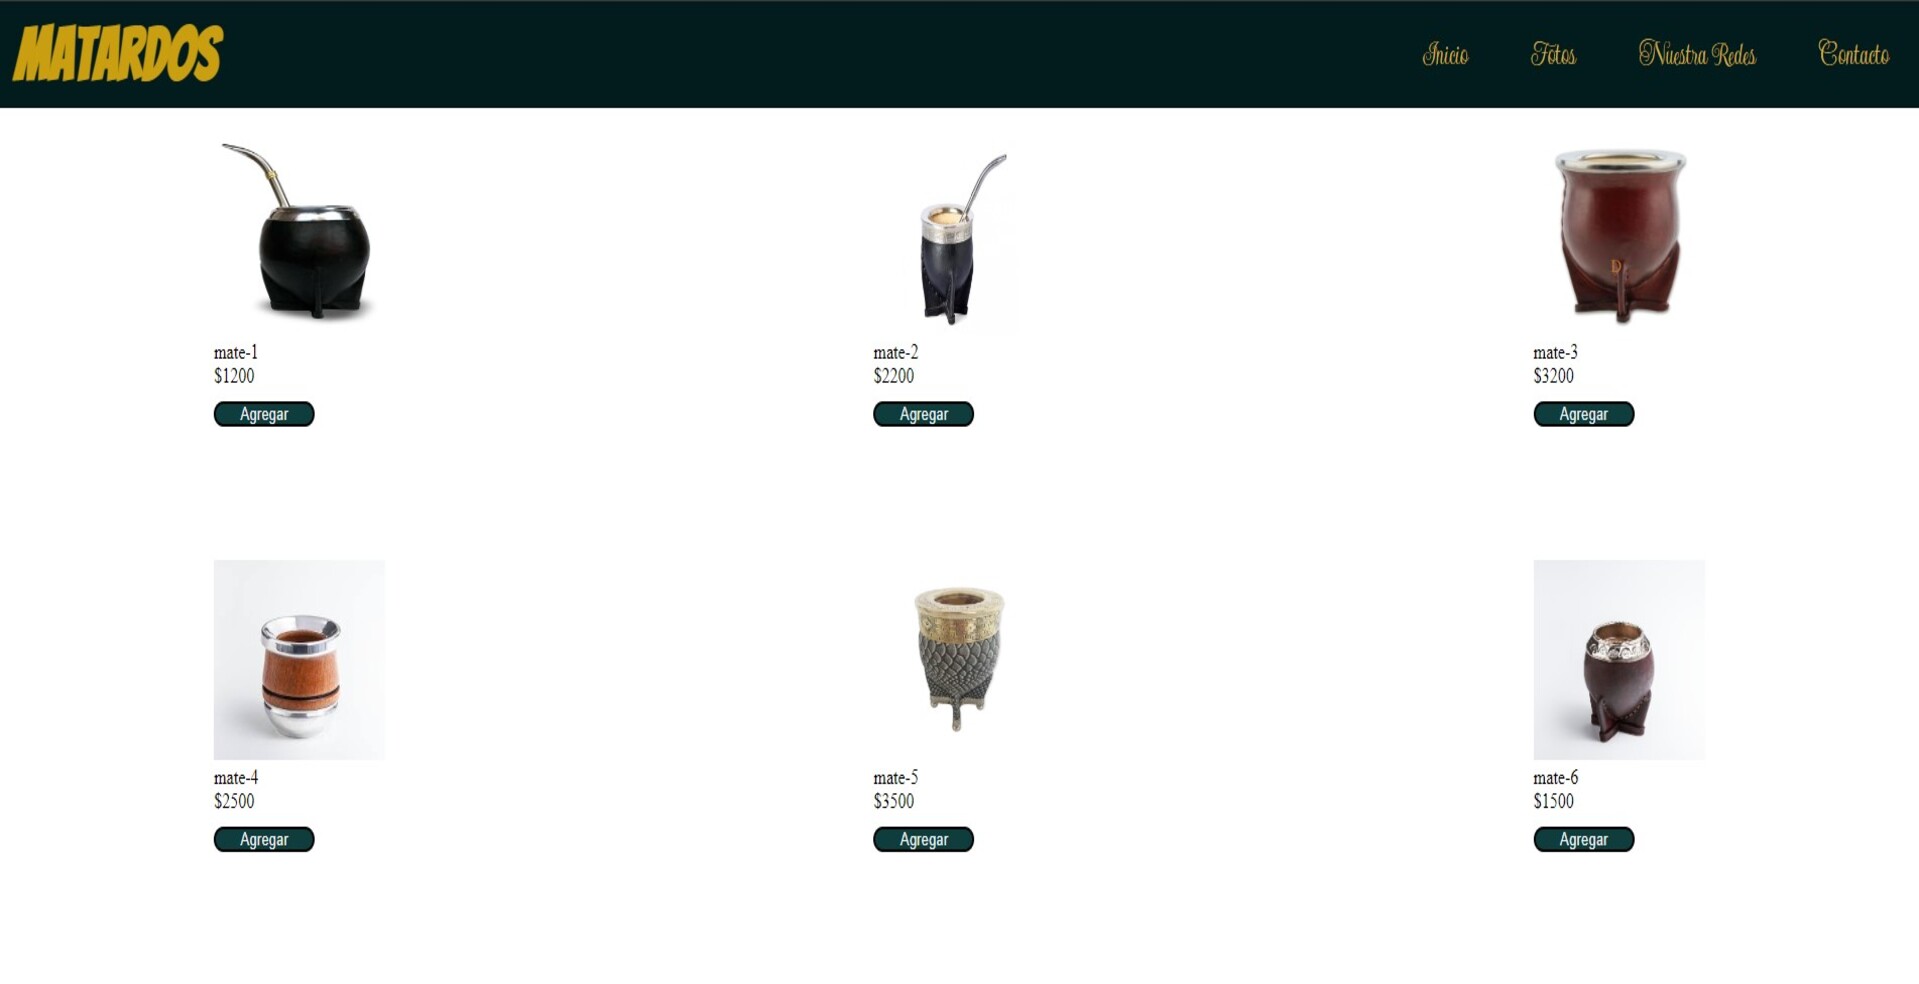 MATARDOS
Inicio Fotos Nuestra Redes Contacto
mate-1
$1200
Agregar
mate-2
$2200
Agregar
mate-3
$3200
Agregar
mate-4
$2500
Agregar
mate-5
$3500
Agregar
mate-6
$1500
Agregar